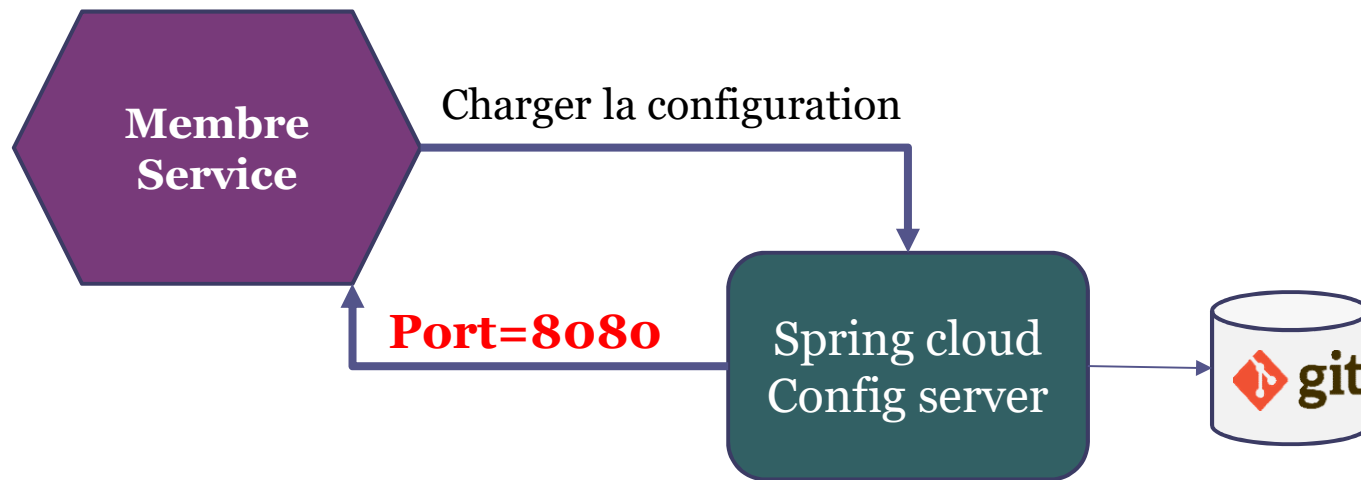 Membre
Service
Charger la configuration
Port=8080
Spring cloud
Config server
git